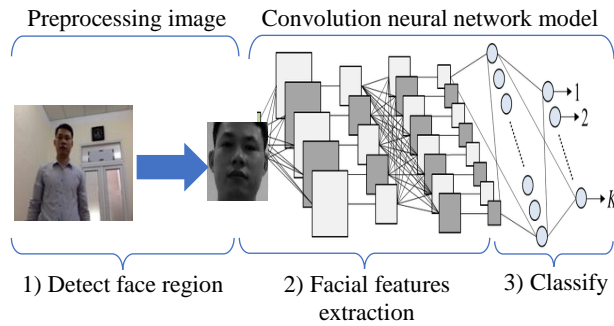 Preprocessing image
Convolution neural network model
1
2
K
1) Detect face region
2) Facial features
extraction
3) Classify